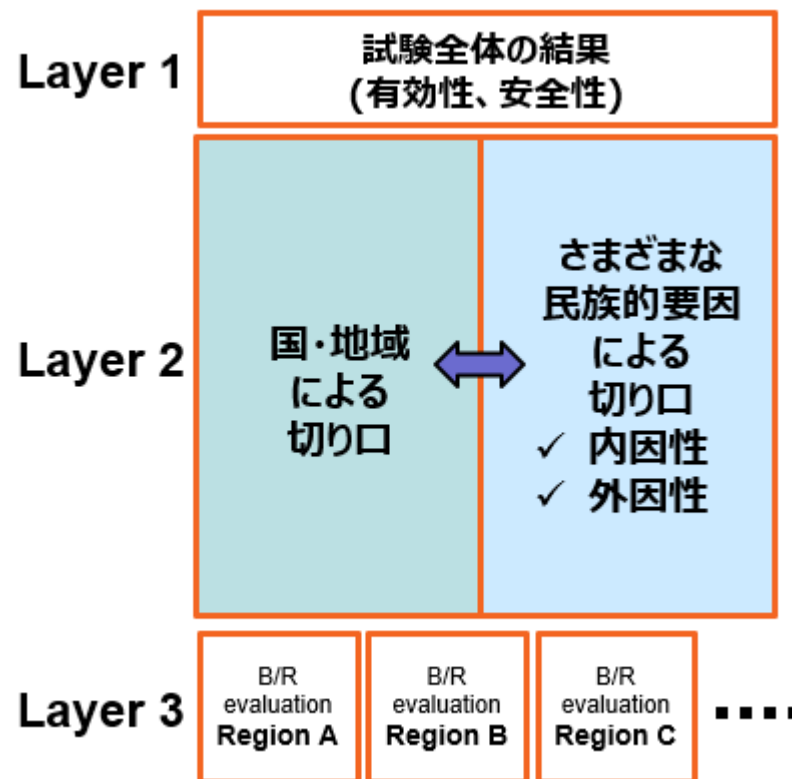 Layer 1
試験全体の結果
(有効性、安全性)
Layer 2
国・地域
による
切り口
さまざまな
民族的要因
による
切り口
✓ 内因性
✓ 外因性
Layer 3
B/R
evaluation
Region A
B/R
evaluation
Region B
B/R
evaluation
Region C
....